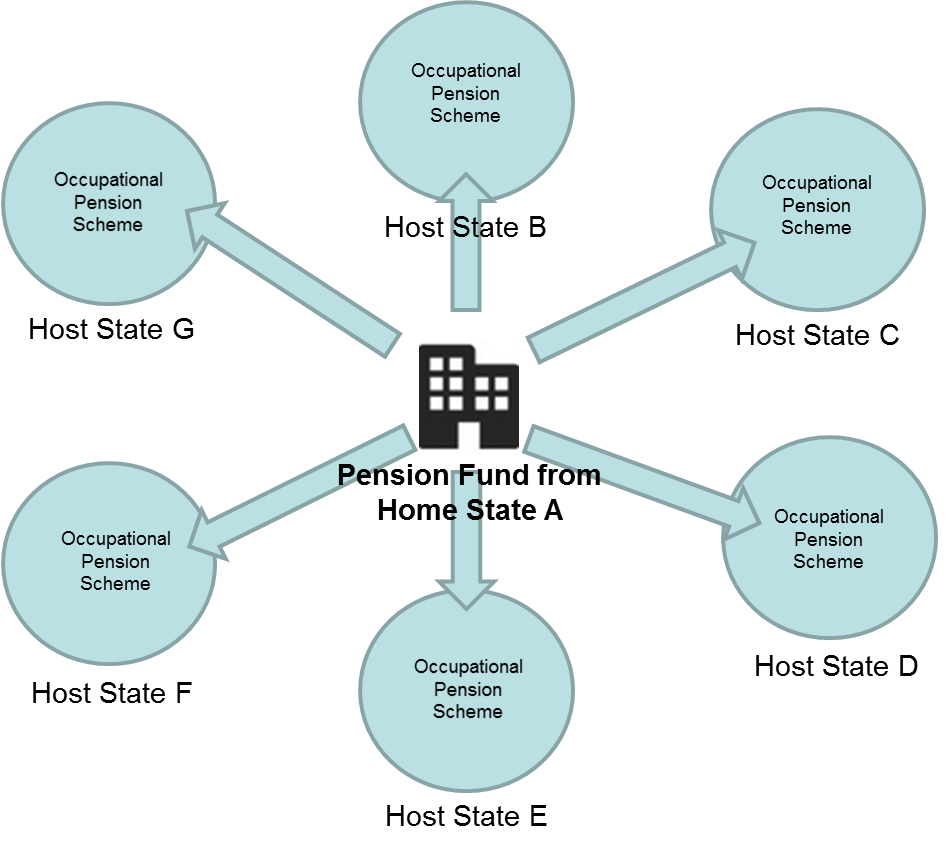 Occupational
Pension
Scheme
Host State B
Occupational
Pension
Scheme
Host State G
Occupational
Pension
Scheme
Host State C
Pension Fund from
Home State A
Occupational
Pension
Scheme
Host State F
Occupational
Pension
Scheme
Host State D
Occupational
Pension
Scheme
Host State E